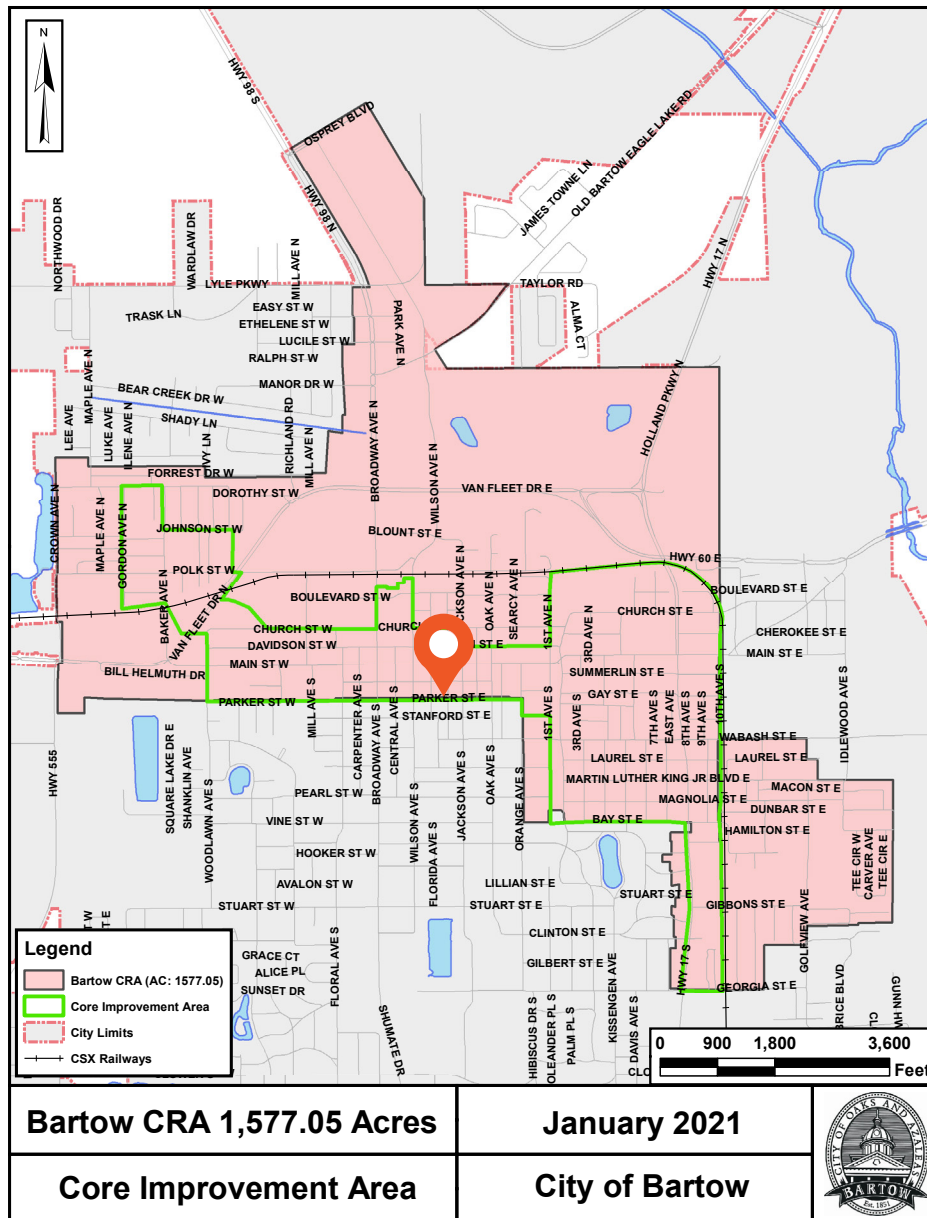 N
HWY 98 S
OSPREY BLVD
HWY 98 N
JAMES TOWNE LN
OLD BARTOW EAGLE LAKE RD
HWY 17 N
NORTHWOOD DR
WARDLAW DR
MILL AVE N
LYLE PKWY
TAYLOR RD
TRASK LN
EASY ST W
ETHELENE ST W
LUCILE ST W
RALPH ST W
PARK AVE N
ALMA CT
MANOR DR W
BEAR CREEK DR W
SHADY LN
LEE AVE
MAPLE AVE N
LUKE AVE
ILENE AVE N
IVY LN
RICHLAND RD
MILL AVE N
BROADWAY AVE N
WILSON AVE N
HOLLAND PKWY N
FORREST DR W
DOROTHY ST W
VAN FLEET DR E
CROWN AVE N
MAPLE AVE N
GORDON AVE N
JOHNSON ST W
BLOUNT ST E
POLK ST W
HWY 60 E
BAKER AVE N
VAN FLEET DR N
BOULEVARD ST W
OAK AVE N
SEARCY AVE N
1ST AVE N
3RD AVE N
BOULEVARD ST E
CHURCH ST E
CHURCH ST W
CHEROKEE ST E
DAVIDSON ST W
MAIN ST E
MAIN ST W
BILL HELMUTH DR
SUMMERLIN ST E
PARKER ST W
PARKER ST E
GAY ST E
STANFORD ST E
MILL AVE S
CARPENTER AVE S
BROADWAY AVE S
CENTRAL AVE S
1ST AVE S
3RD AVE S
7TH AVE S
EAST AVE
8TH AVE S
9TH AVE S
10TH AVE S
IDLEWOOD AVE S
WABASH ST E
LAUREL ST E
LAUREL ST E
HWY 555
SQUARE LAKE DR E
SHANKLIN AVE
WOODLAWN AVE S
MARTIN LUTHER KING JR BLVD E
MACON ST E
PEARL ST W
MAGNOLIA ST E
DUNBAR ST E
VINE ST W
WILSON AVE S
FLORIDA AVE S
JACKSON AVE S
OAK AVE S
ORANGE AVE S
BAY ST E
HAMILTON ST E
HOOKER ST W
TEE CIR W
CARVER AVE
TEE CIR E
AVALON ST W
LILLIAN ST E
STUART ST W
STUART ST E
STUART ST E
GIBBONS ST E
CLINTON ST E
GOLFVIEW AVE
GILBERT ST E
GRACE CT
ALICE PL
SUNSET DR
FLORAL AVE S
SHUMATE DR
HIBISCUS DR S
OLEANDER PL S
PALM PL S
KISSENGEN AVE
DAVIS AVE S
HWY 17 S
GEORGIA ST E
BRICE BLVD
Legend
Bartow CRA (AC: 1577.05)
Core Improvement Area
City Limits
CSX Railways
0 900 1,800 3,600
Feet
Bartow CRA 1,577.05 Acres
January 2021
Core Improvement Area
City of Bartow
CITY OF OAKS AND AZALEAS
BARTOW
Est. 1851